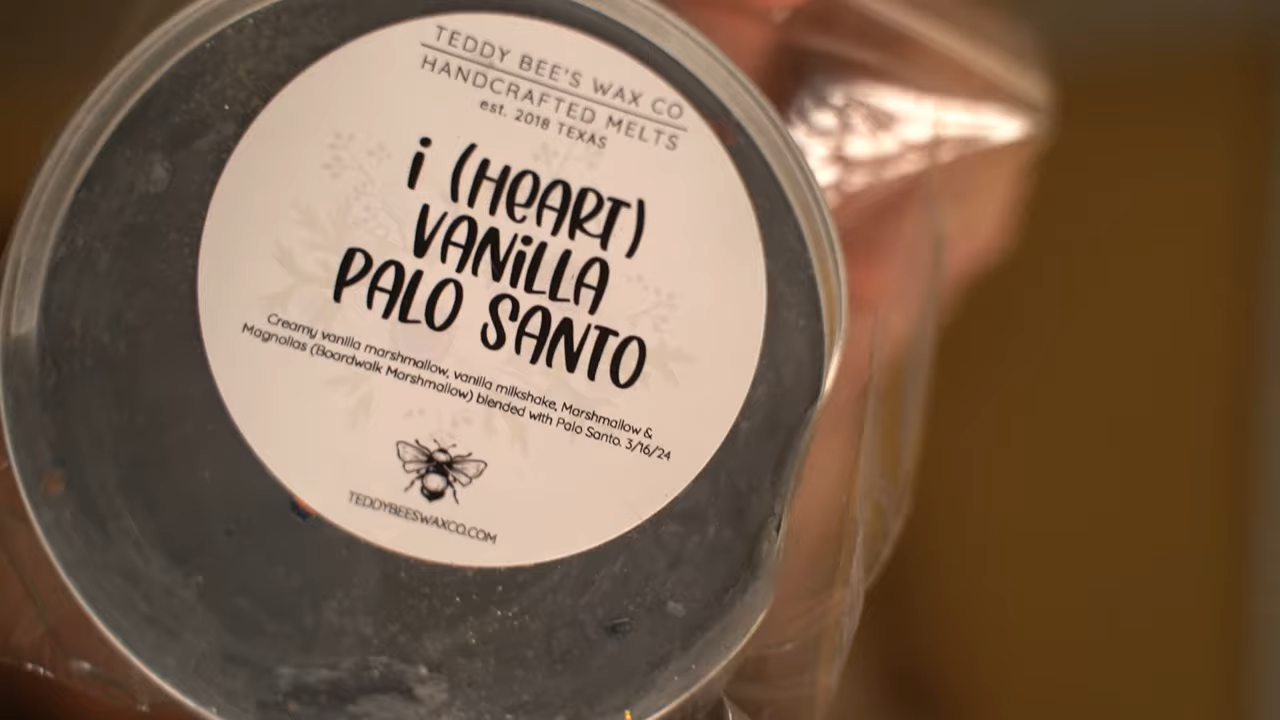 TEDDY BEE'S WAX CO
HANDCRAFTED MELTS
est. 2018 TEXAS
i (HeART)
VANiLLA
PALO SANTO
Creamy vanilla marshmallow, vanilla milkshake, Marshmallow &
Magnolias (Boardwalk Marshmallow) blended with Palo Santo. 3/16/24
TEDDYBEESWAXCO.COM